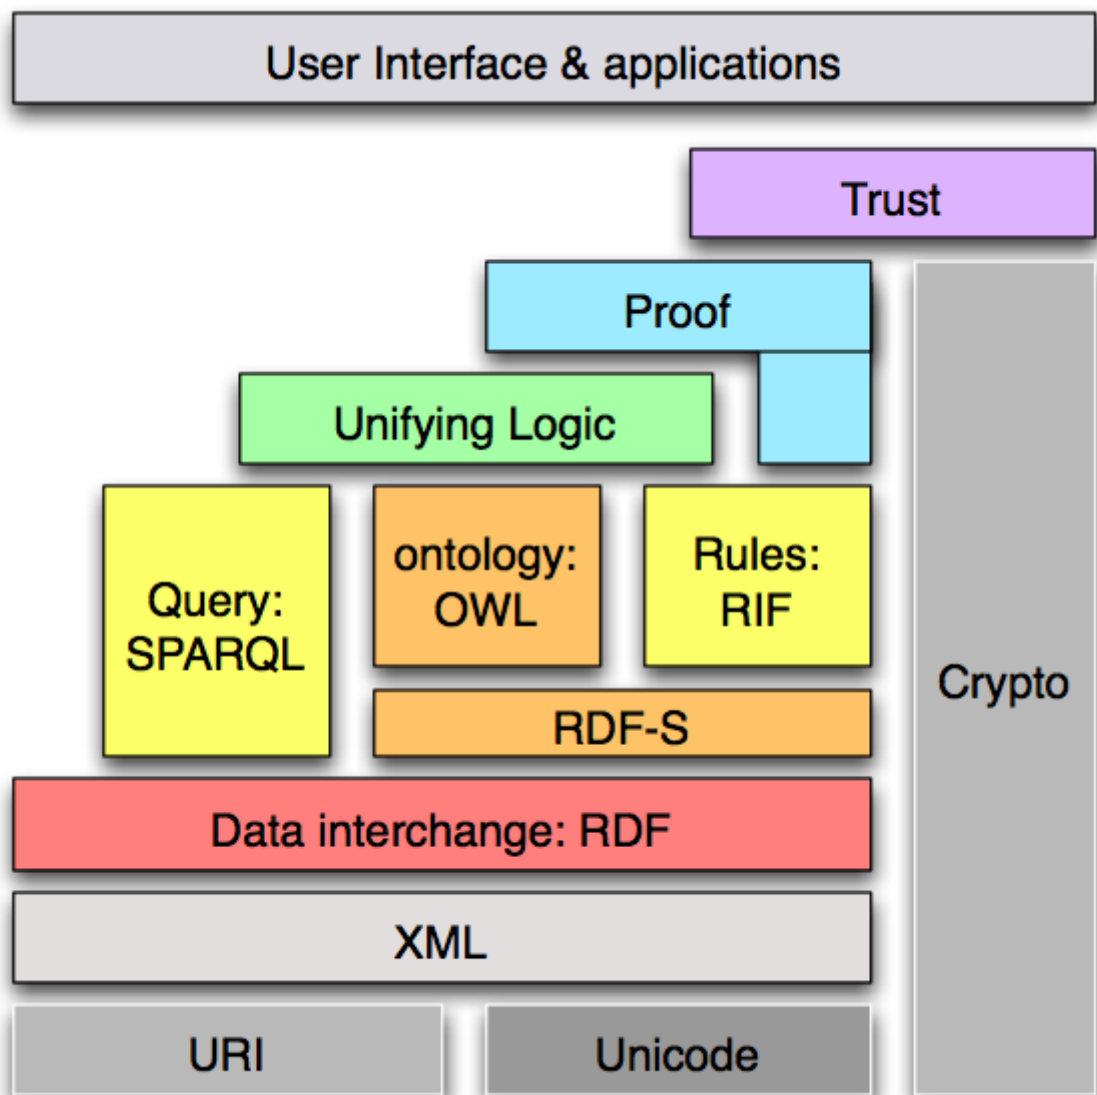 User Interface & applications
Trust
Proof
Unifying Logic
Query:
SPARQL
ontology:
OWL
Rules:
RIF
Crypto
RDF-S
Data interchange: RDF
XML
URI
Unicode